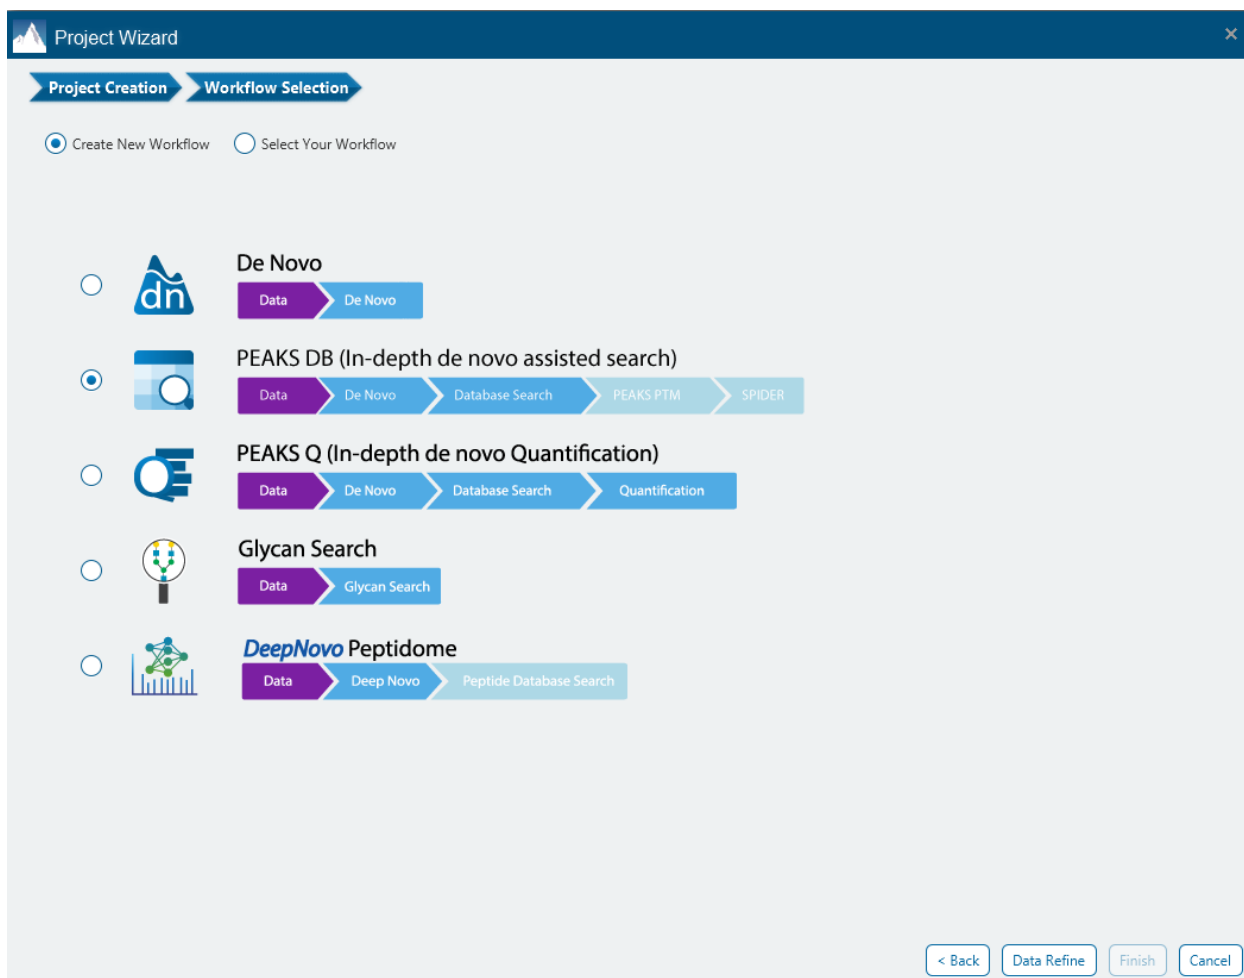 Project Wizard
Project Creation Workflow Selection
Create New Workflow Select Your Workflow
De Novo
dn
Data De Novo
PEAKS DB (In-depth de novo assisted search)
Data De Novo Database Search PEAKS PTM SPIDER
PEAKS Q (In-depth de novo Quantification)
Data De Novo Database Search Quantification
Glycan Search
Data Glycan Search
DeepNovo Peptidome
Data Deep Novo Peptide Database Search
< Back Data Refine Finish Cancel